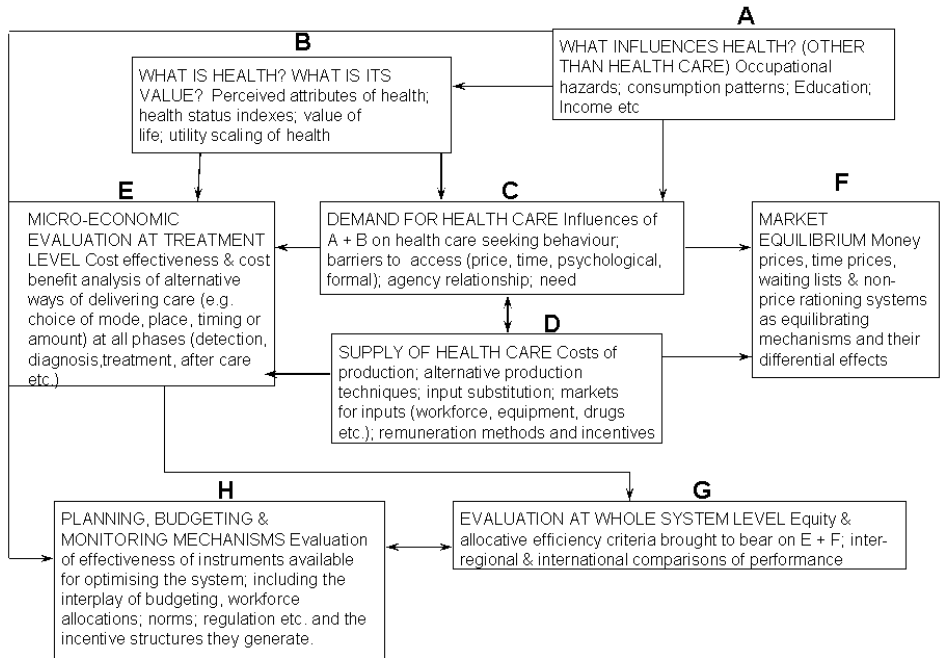 A
WHAT INFLUENCES HEALTH? (OTHER
THAN HEALTH CARE) Occupational
hazards; consumption patterns; Education;
Income etc
B
WHAT IS HEALTH? WHAT IS ITS
VALUE? Perceived attributes of health;
health status indexes; value of
life; utility scaling of health
E
MICRO-ECONOMIC
EVALUATION AT TREATMENT
LEVEL Cost effectiveness & cost
benefit analysis of alternative
ways of delivering care (e.g.
choice of mode, place, timing or
amount) at all phases (detection,
diagnosis,treatment, after care
etc.)
C
DEMAND FOR HEALTH CARE Influences of
A + B on health care seeking behaviour;
barriers to access (price, time, psychological,
formal); agency relationship; need
F
MARKET
EQUILIBRIUM Money
prices, time prices,
waiting lists & non-
price rationing systems
as equilibrating
mechanisms and their
differential effects
D
SUPPLY OF HEALTH CARE Costs of
production; alternative production
techniques; input substitution; markets
for inputs (workforce, equipment, drugs
etc.); remuneration methods and incentives
H
PLANNING, BUDGETING &
MONITORING MECHANISMS Evaluation
of effectiveness of instruments available
for optimising the system; including the
interplay of budgeting, workforce
allocations; norms; regulation etc. and the
incentive structures they generate.
G
EVALUATION AT WHOLE SYSTEM LEVEL Equity &
allocative efficiency criteria brought to bear on E + F; inter-
regional & international comparisons of performance